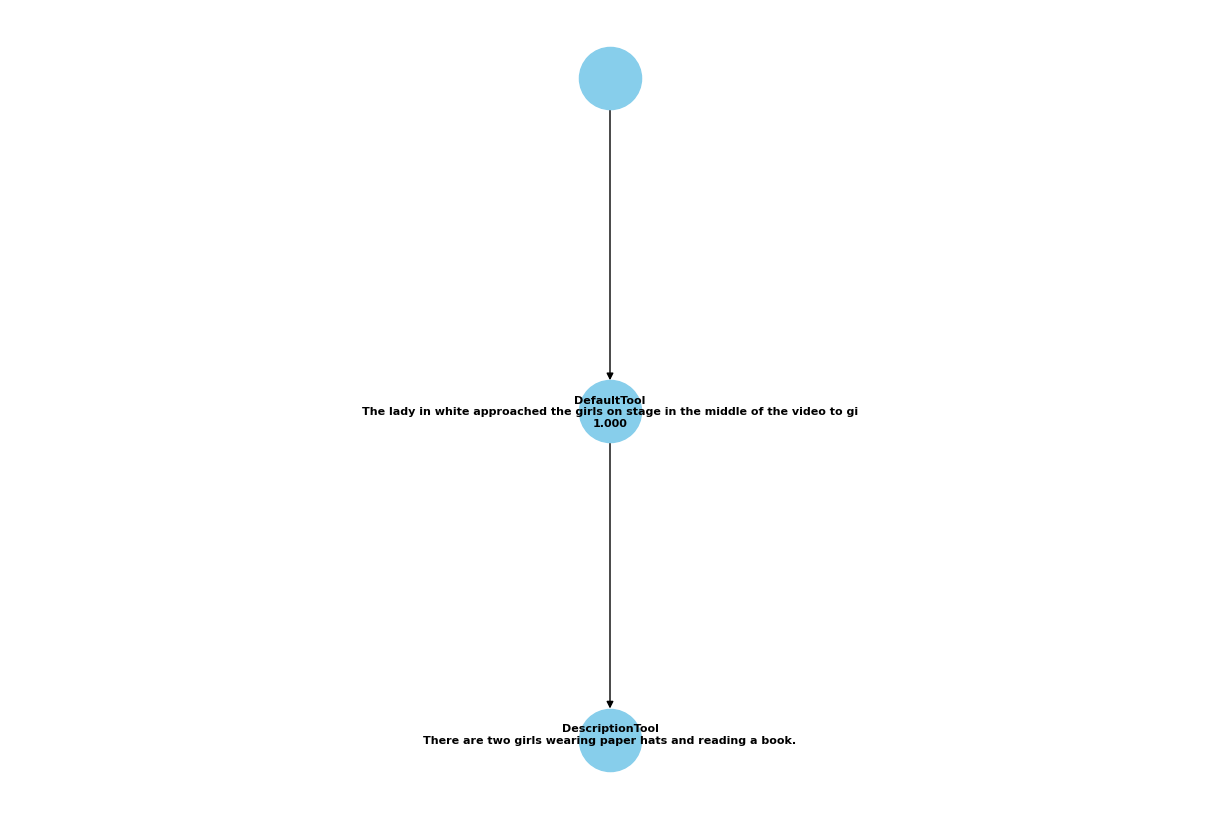 DefaultTool
The lady in white approached the girls on stage in the middle of the video to gi
1.000
DescriptionTool
There are two girls wearing paper hats and reading a book.